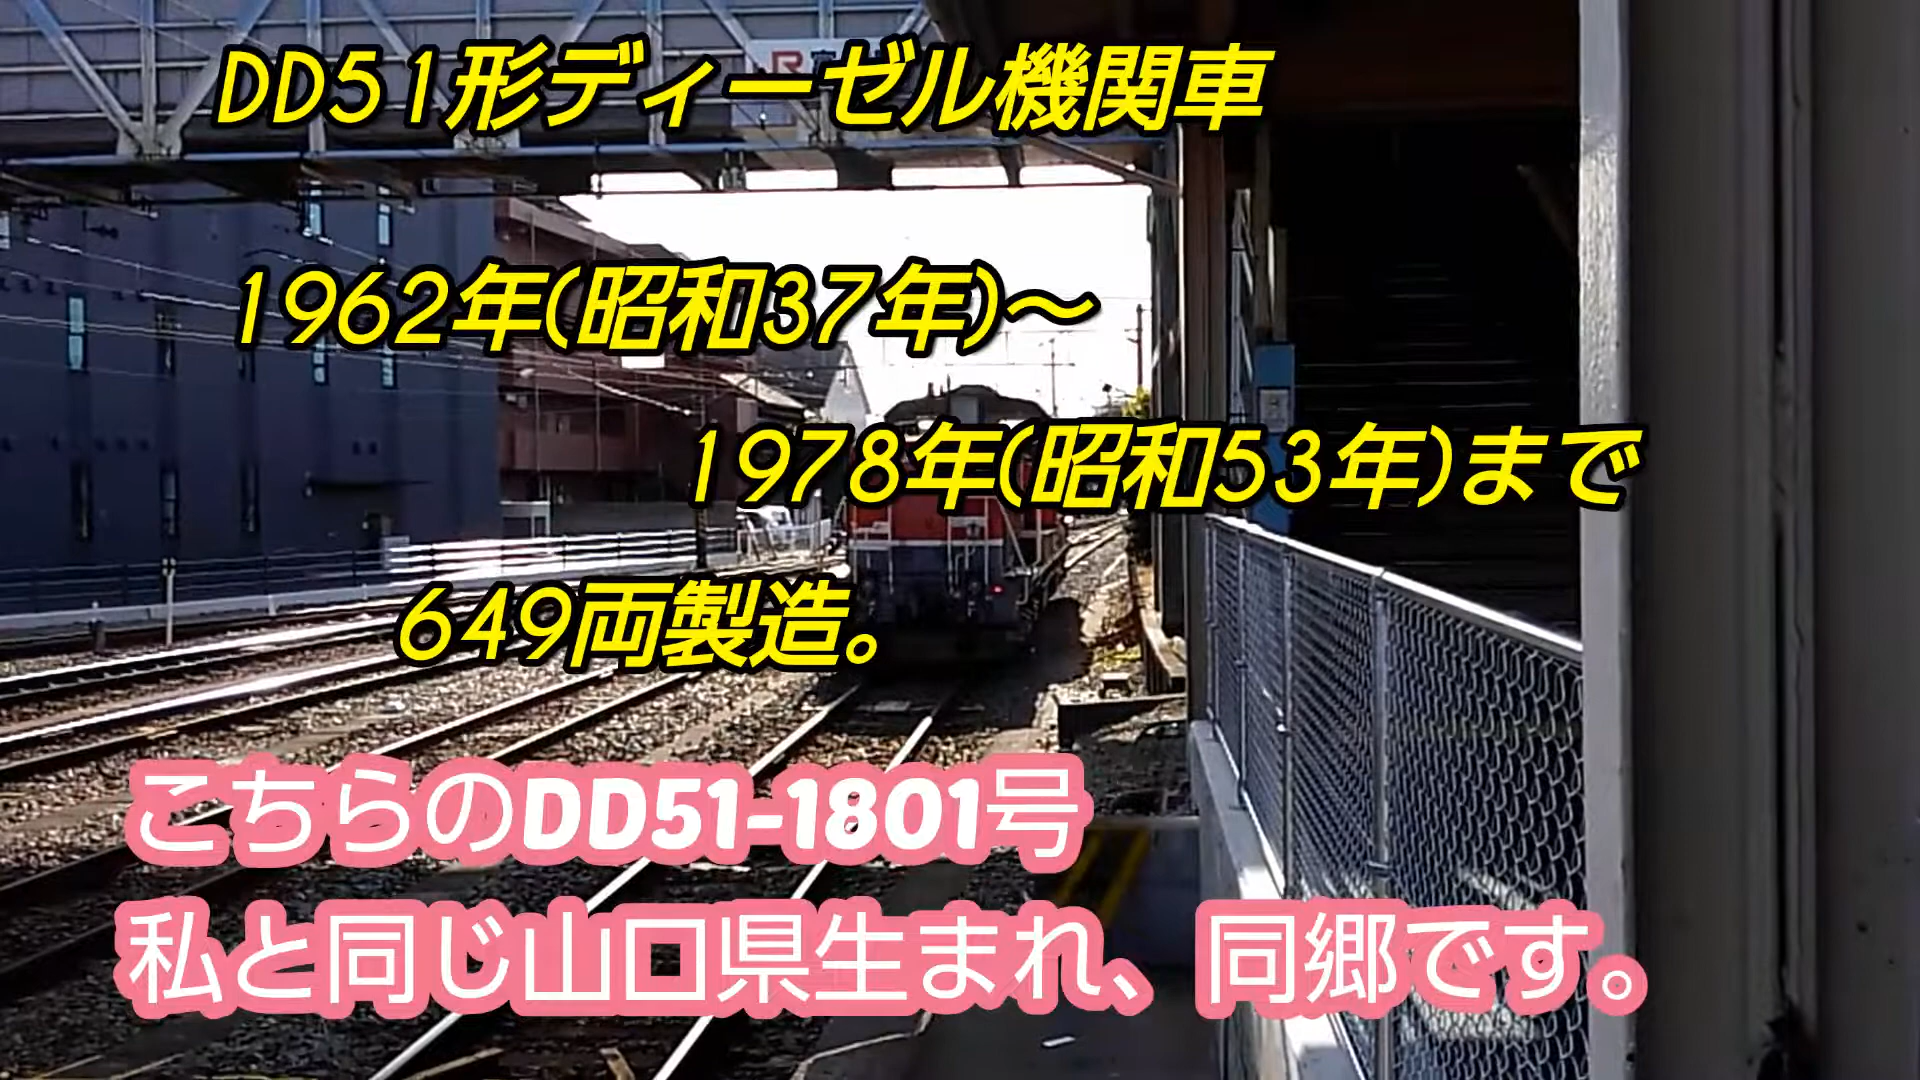 DD51形ディーゼル機関車
1962年(昭和37年)～
1978年(昭和53年)まで
649両製造。
こちらのDD51-1801号
私と同じ山口県生まれ、同郷です。